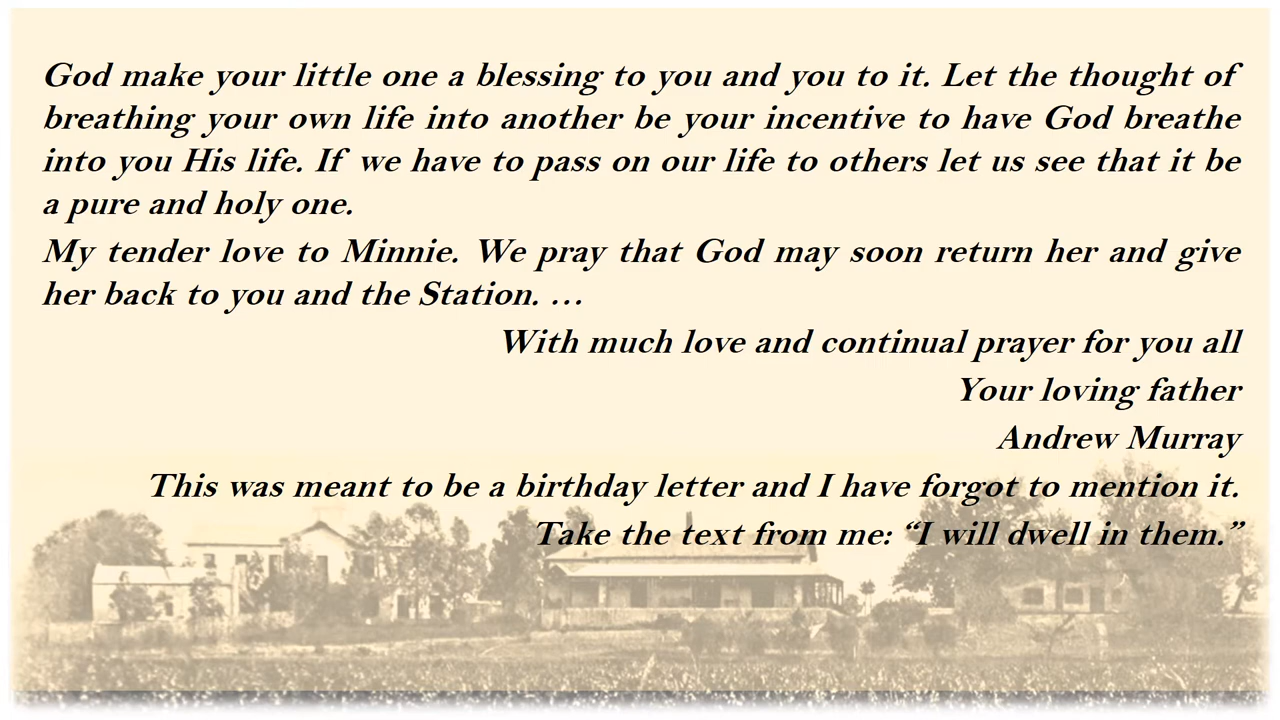 God make your little one a blessing to you and you to it. Let the thought of
breathing your own life into another be your incentive to have God breathe
into you His life. If we have to pass on our life to others let us see that it be
a pure and holy one.
My tender love to Minnie. We pray that God may soon return her and give
her back to you and the Station. …
With much love and continual prayer for you all
Your loving father
Andrew Murray
This was meant to be a birthday letter and I have forgot to mention it.
Take the text from me: “I will dwell in them.”